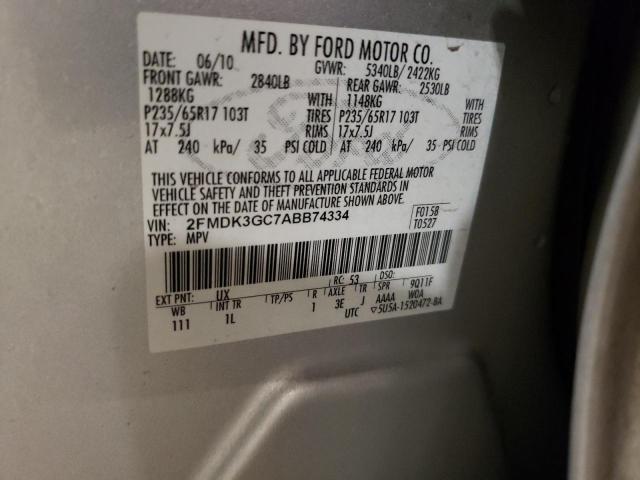 MFD. BY FORD MOTOR CO.
DATE: 06/10 GVWR: 5340LB/ 2422KG
FRONT GAWR: 2840LB REAR GAWR: 2530LB
1288KG WITH 1148KG WITH
P235/65R17 103T TIRES P235/65R17 103T TIRES
17x7.5J RIMS 17x7.5J RIMS
AT 240 kPa/ 35 PSI COLD AT 240 kPa/ 35 PSI COLD
THIS VEHICLE CONFORMS TO ALL APPLICABLE FEDERAL MOTOR
VEHICLE SAFETY AND THEFT PREVENTION STANDARDS IN
EFFECT ON THE DATE OF MANUFACTURE SHOWN ABOVE.
VIN: 2FMDK3GC7ABB74334 F0158
TYPE: MPV T0527
EXT PNT: UX RC: 53 DSO:
WB INT TR TP/PS R AXLE TR SPR 9Q11F
111 1L 1 3E J AAAA W0A
UTC ▽5U5A-1520472-BA